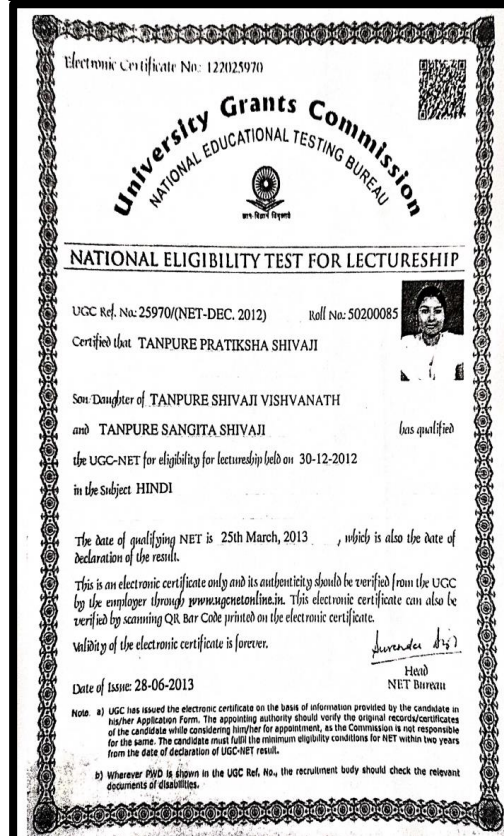 Electronic Certificate No.: 122025970
University Grants Commission
NATIONAL EDUCATIONAL TESTING BUREAU
ज्ञान-विज्ञानं विमुक्तये
NATIONAL ELIGIBILITY TEST FOR LECTURESHIP
UGC Ref. No.: 25970/(NET-DEC. 2012) Roll No.: 50200085
Certified that TANPURE PRATIKSHA SHIVAJI
Son/Daughter of TANPURE SHIVAJI VISHVANATH
and TANPURE SANGITA SHIVAJI has qualified
the UGC-NET for eligibility for lectureship held on 30-12-2012
in the Subject HINDI
The date of qualifying NET is 25th March, 2013 , which is also the date of
declaration of the result.
This is an electronic certificate only and its authenticity should be verified from the UGC
by the employer through www.ugcnetonline.in. This electronic certificate can also be
verified by scanning QR Bar Code printed on the electronic certificate.
Validity of the electronic certificate is forever.
Head
Date of Issue: 28-06-2013 NET Bureau
Note. a) UGC has issued the electronic certificate on the basis of information provided by the candidate in
his/her Application Form. The appointing authority should verify the original records/certificates
of the candidate while considering him/her for appointment, as the Commission is not responsible
for the same. The candidate must fulfil the minimum eligibility conditions for NET within two years
from the date of declaration of UGC-NET result.
b) Wherever PWD is shown in the UGC Ref. No., the recruitment body should check the relevant
documents of disabilities.